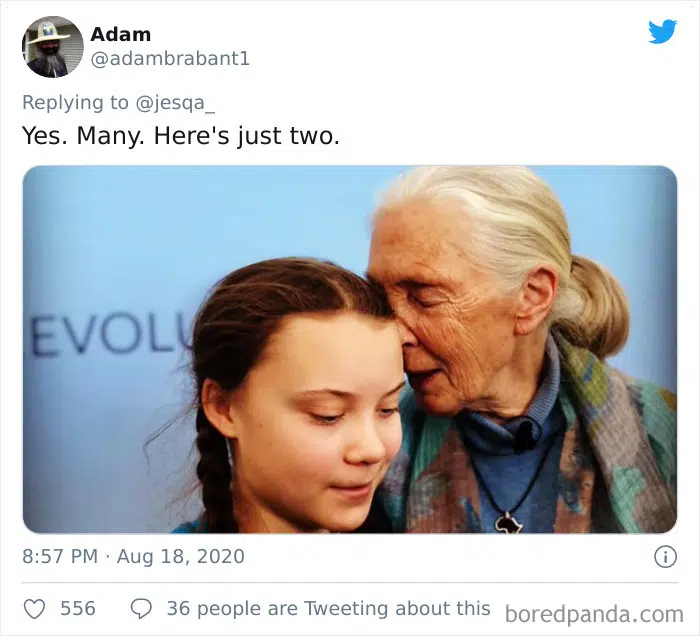 Adam
@adambrabant1
Replying to @jesqa_
Yes. Many. Here's just two.
EVOLU
8:57 PM · Aug 18, 2020
556 36 people are Tweeting about this
boredpanda.com